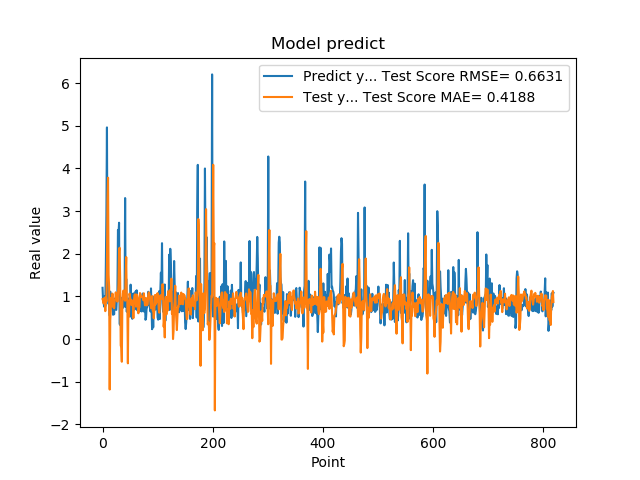 Model predict
Predict y... Test Score RMSE= 0.6631
Test y... Test Score MAE= 0.4188
Real value
6
5
4
3
2
1
0
−1
−2
0 200 400 600 800
Point